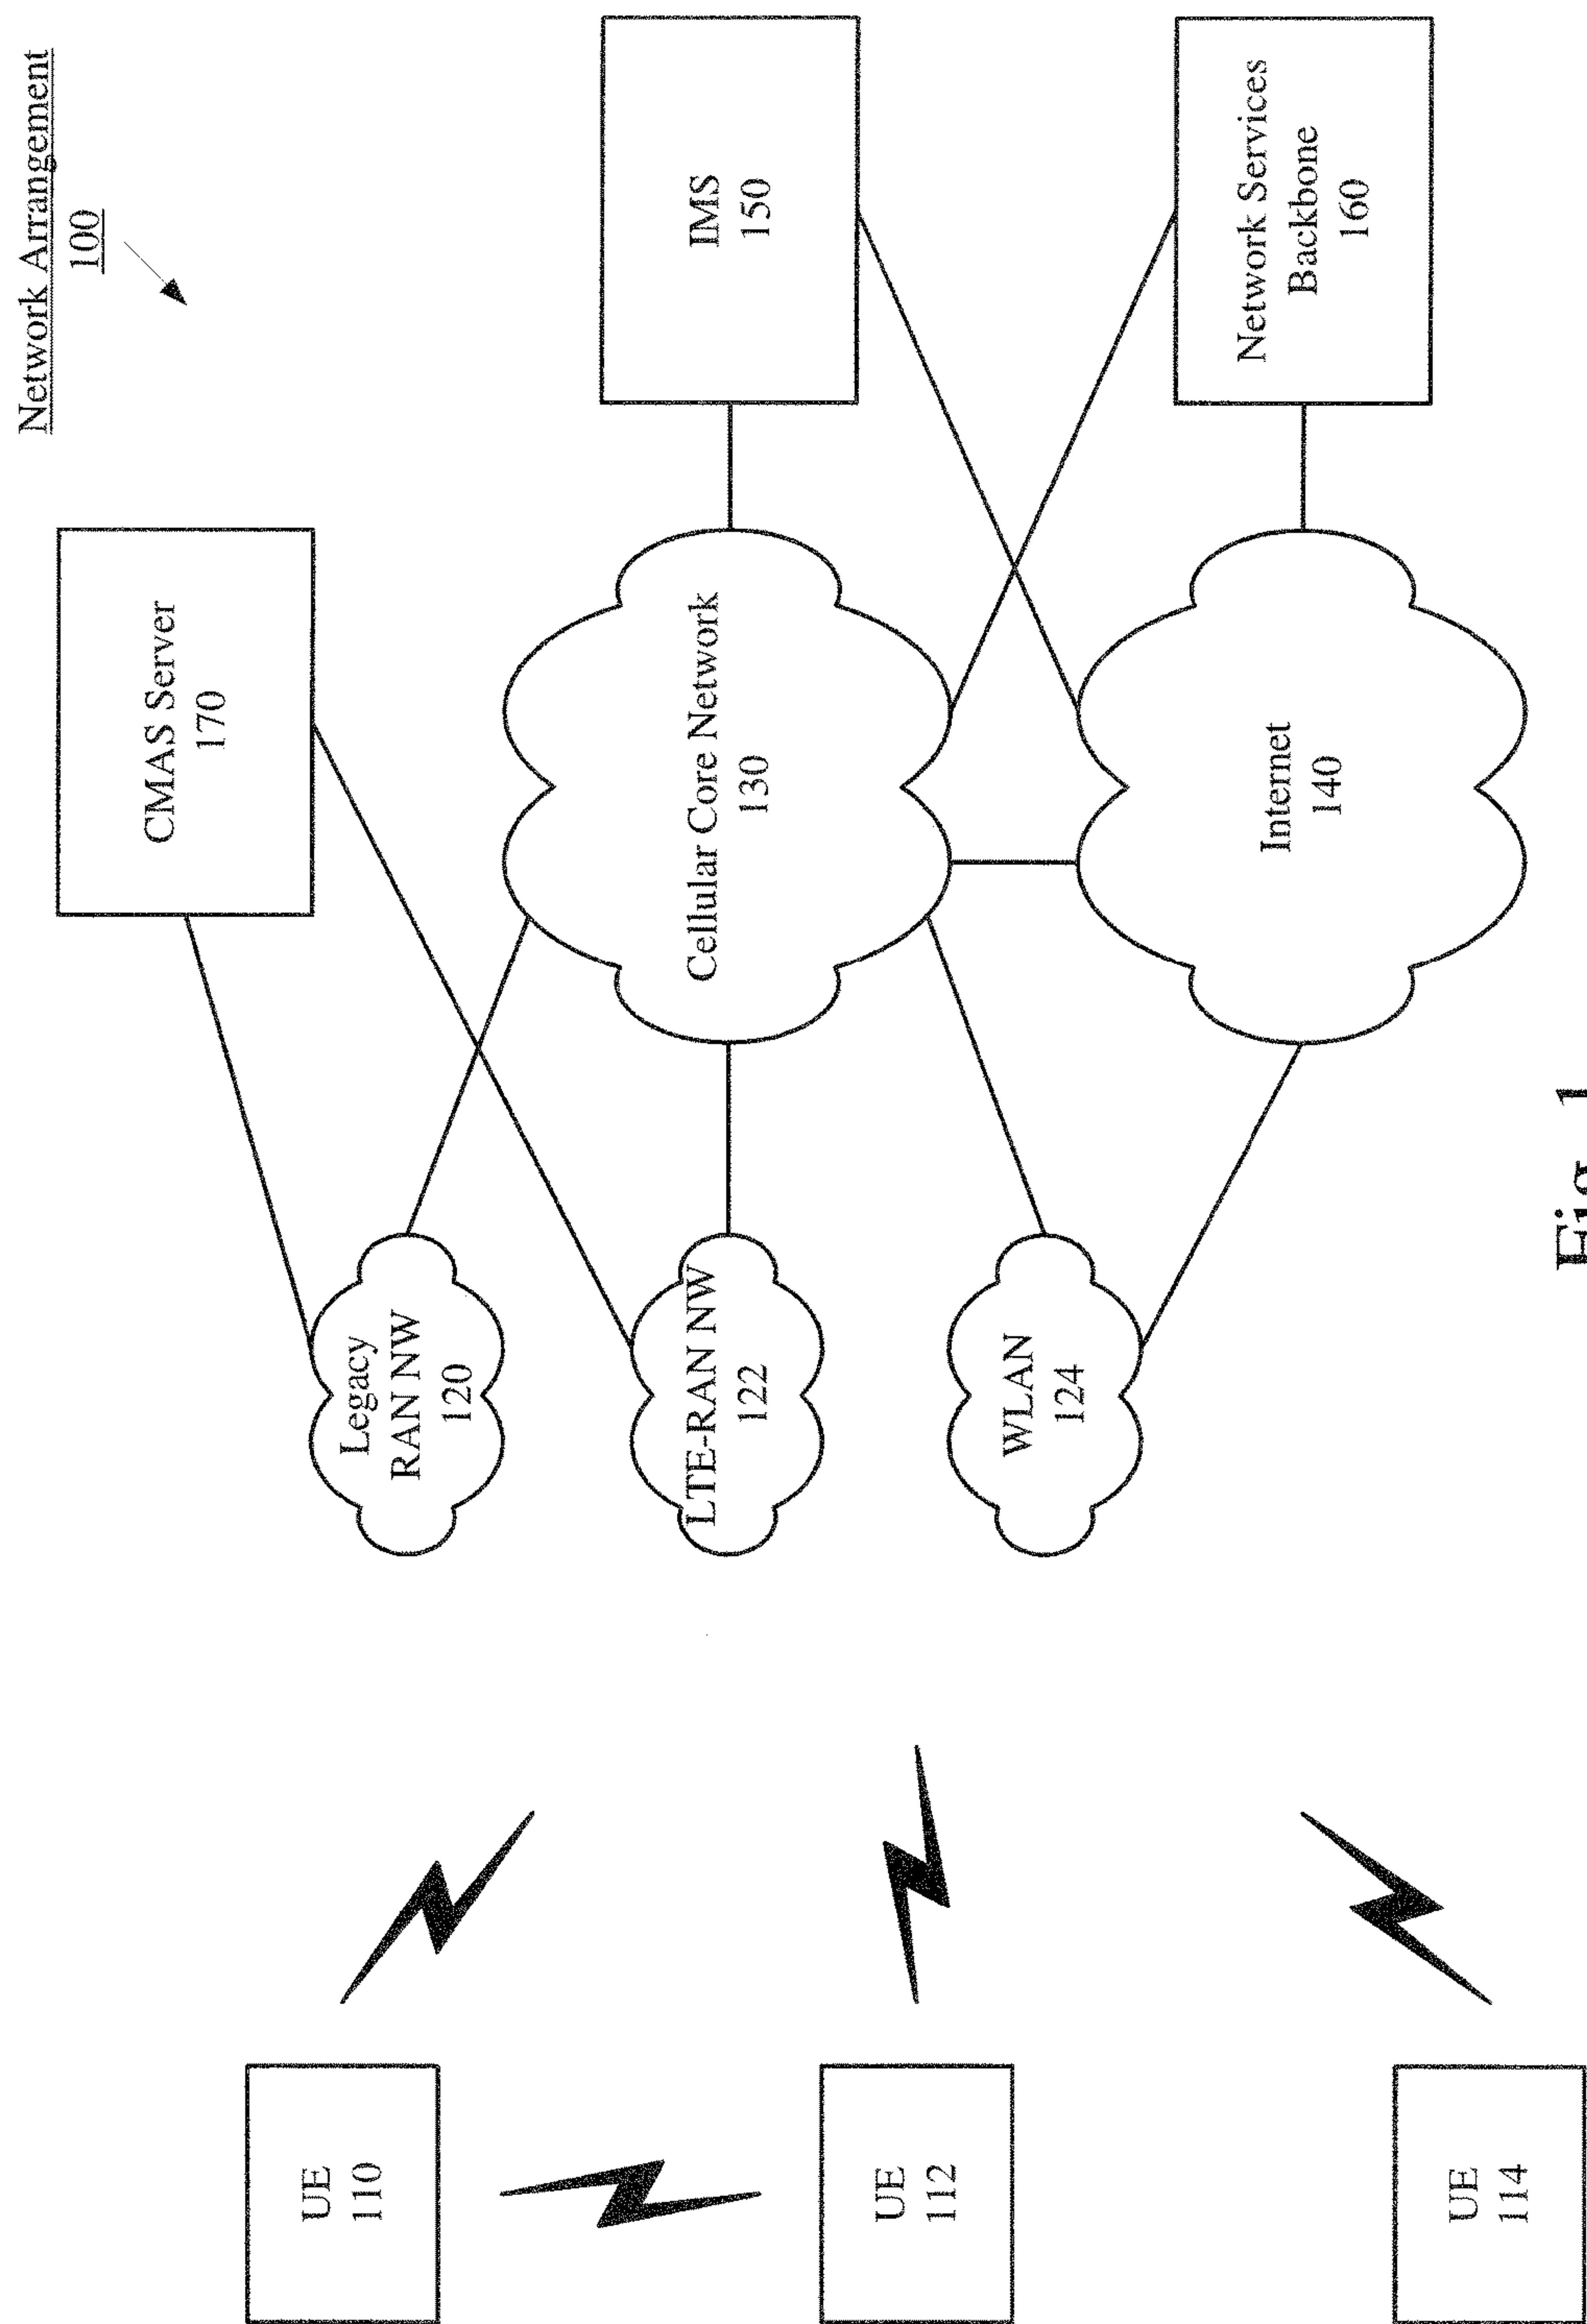 Network Arrangement
100
CMAS Server
170
Legacy
RAN NW
120
UE
110
IMS
150
Cellular Core Network
130
LTE-RAN NW
122
UE
112
WLAN
124
Network Services
Backbone
160
Internet
140
UE
114
Fig. 1